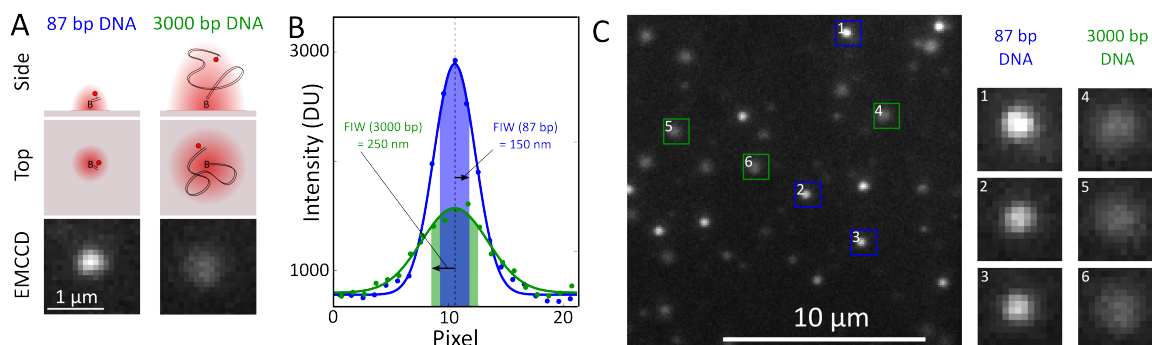 A
87 bp DNA
3000 bp DNA
Side
B
B
Top
B
B
EMCCD
1 µm
B
Intensity (DU)
3000
1000
FIW (3000 bp)
= 250 nm
FIW (87 bp)
= 150 nm
0
10
20
Pixel
C
1
4
5
6
2
3
10 µm
87 bp
DNA
3000 bp
DNA
1
4
2
5
3
6